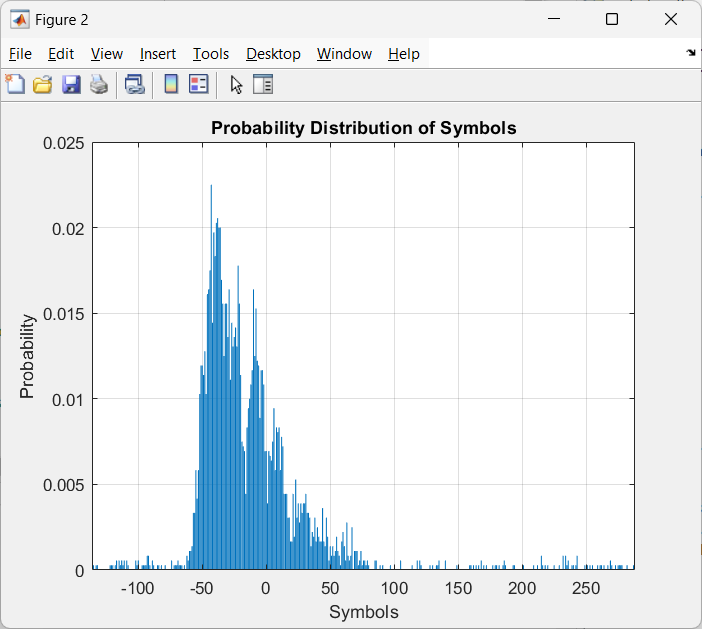 Figure 2
File Edit View Insert Tools Desktop Window Help
Probability Distribution of Symbols
0.025
0.02
0.015
0.01
0.005
0
Probability
-100 -50 0 50 100 150 200 250
Symbols